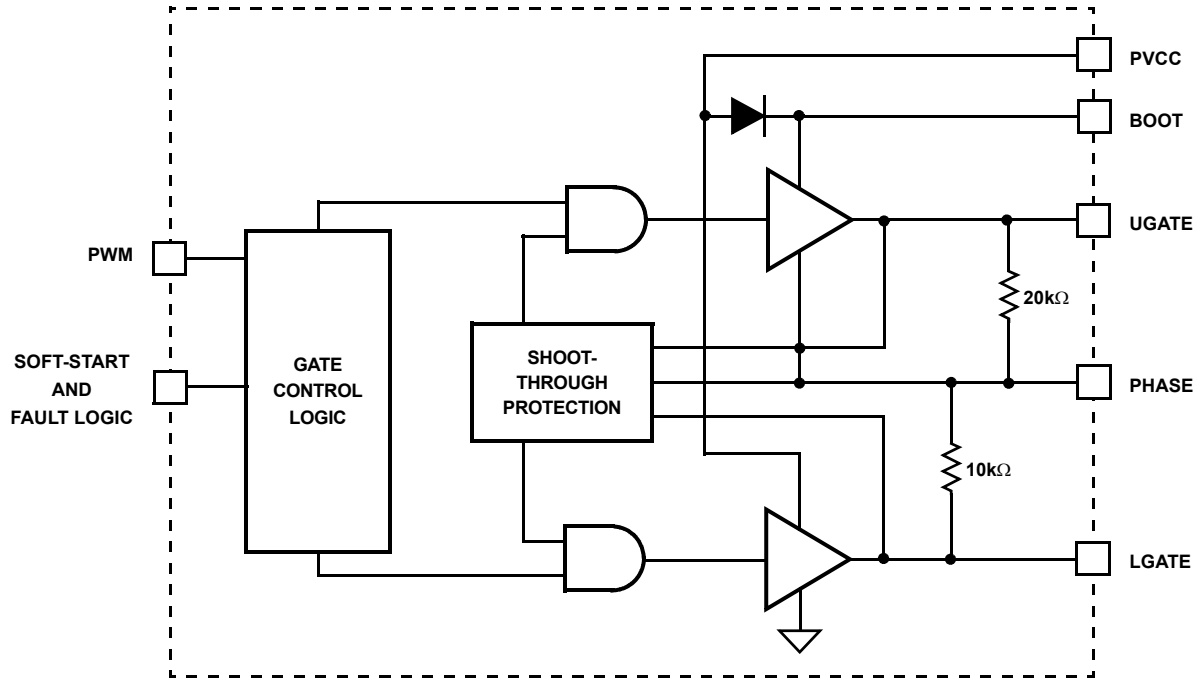 PVCC
BOOT
UGATE
PWM
20kΩ
SOFT-START
AND
FAULT LOGIC
GATE
CONTROL
LOGIC
SHOOT-
THROUGH
PROTECTION
PHASE
10kΩ
LGATE